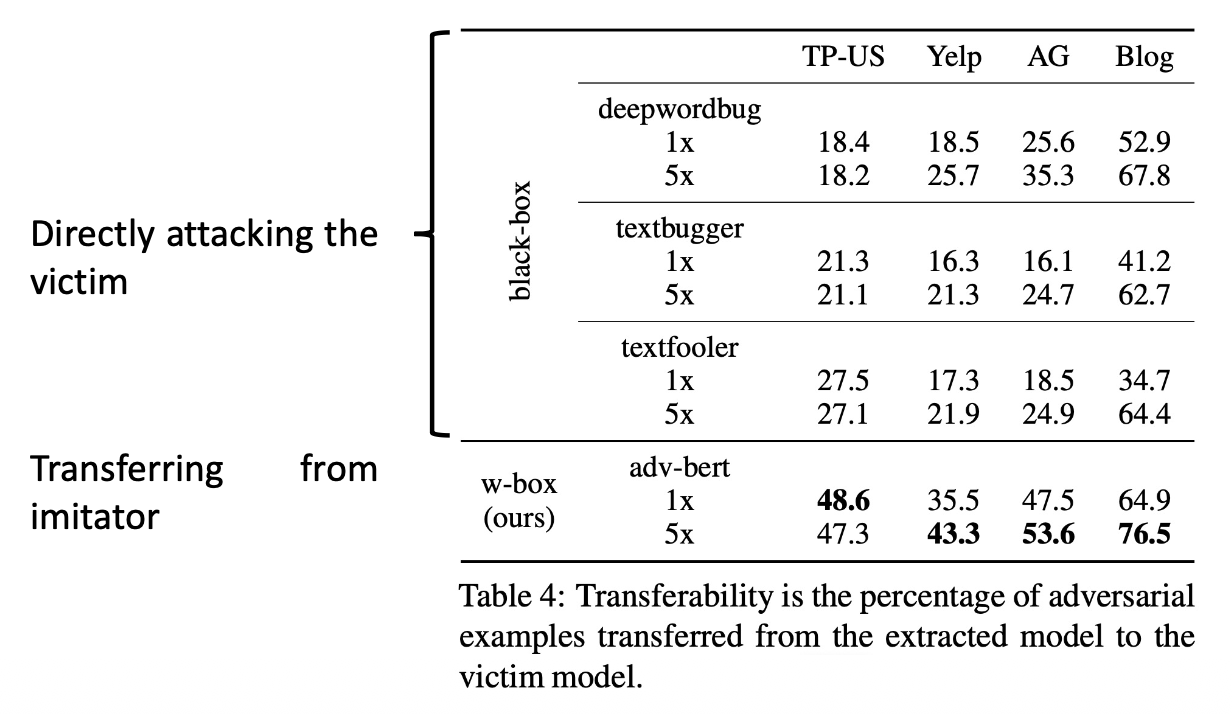 TP-US Yelp AG Blog
deepwordbug
1x 18.4 18.5 25.6 52.9
5x 18.2 25.7 35.3 67.8
Directly attacking the
victim
black-box
textbugger
1x 21.3 16.3 16.1 41.2
5x 21.1 21.3 24.7 62.7
textfooler
1x 27.5 17.3 18.5 34.7
5x 27.1 21.9 24.9 64.4
Transferring from
imitator
w-box
(ours)
adv-bert
1x 48.6 35.5 47.5 64.9
5x 47.3 43.3 53.6 76.5
Table 4: Transferability is the percentage of adversarial
examples transferred from the extracted model to the
victim model.